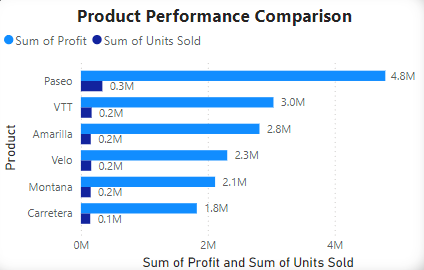 Product Performance Comparison
Sum of Profit Sum of Units Sold
Product
Paseo 4.8M
0.3M
VTT 3.0M
0.2M
Amarilla 2.8M
0.2M
Velo 2.3M
0.2M
Montana 2.1M
0.2M
Carretera 1.8M
0.1M
0M 2M 4M
Sum of Profit and Sum of Units Sold